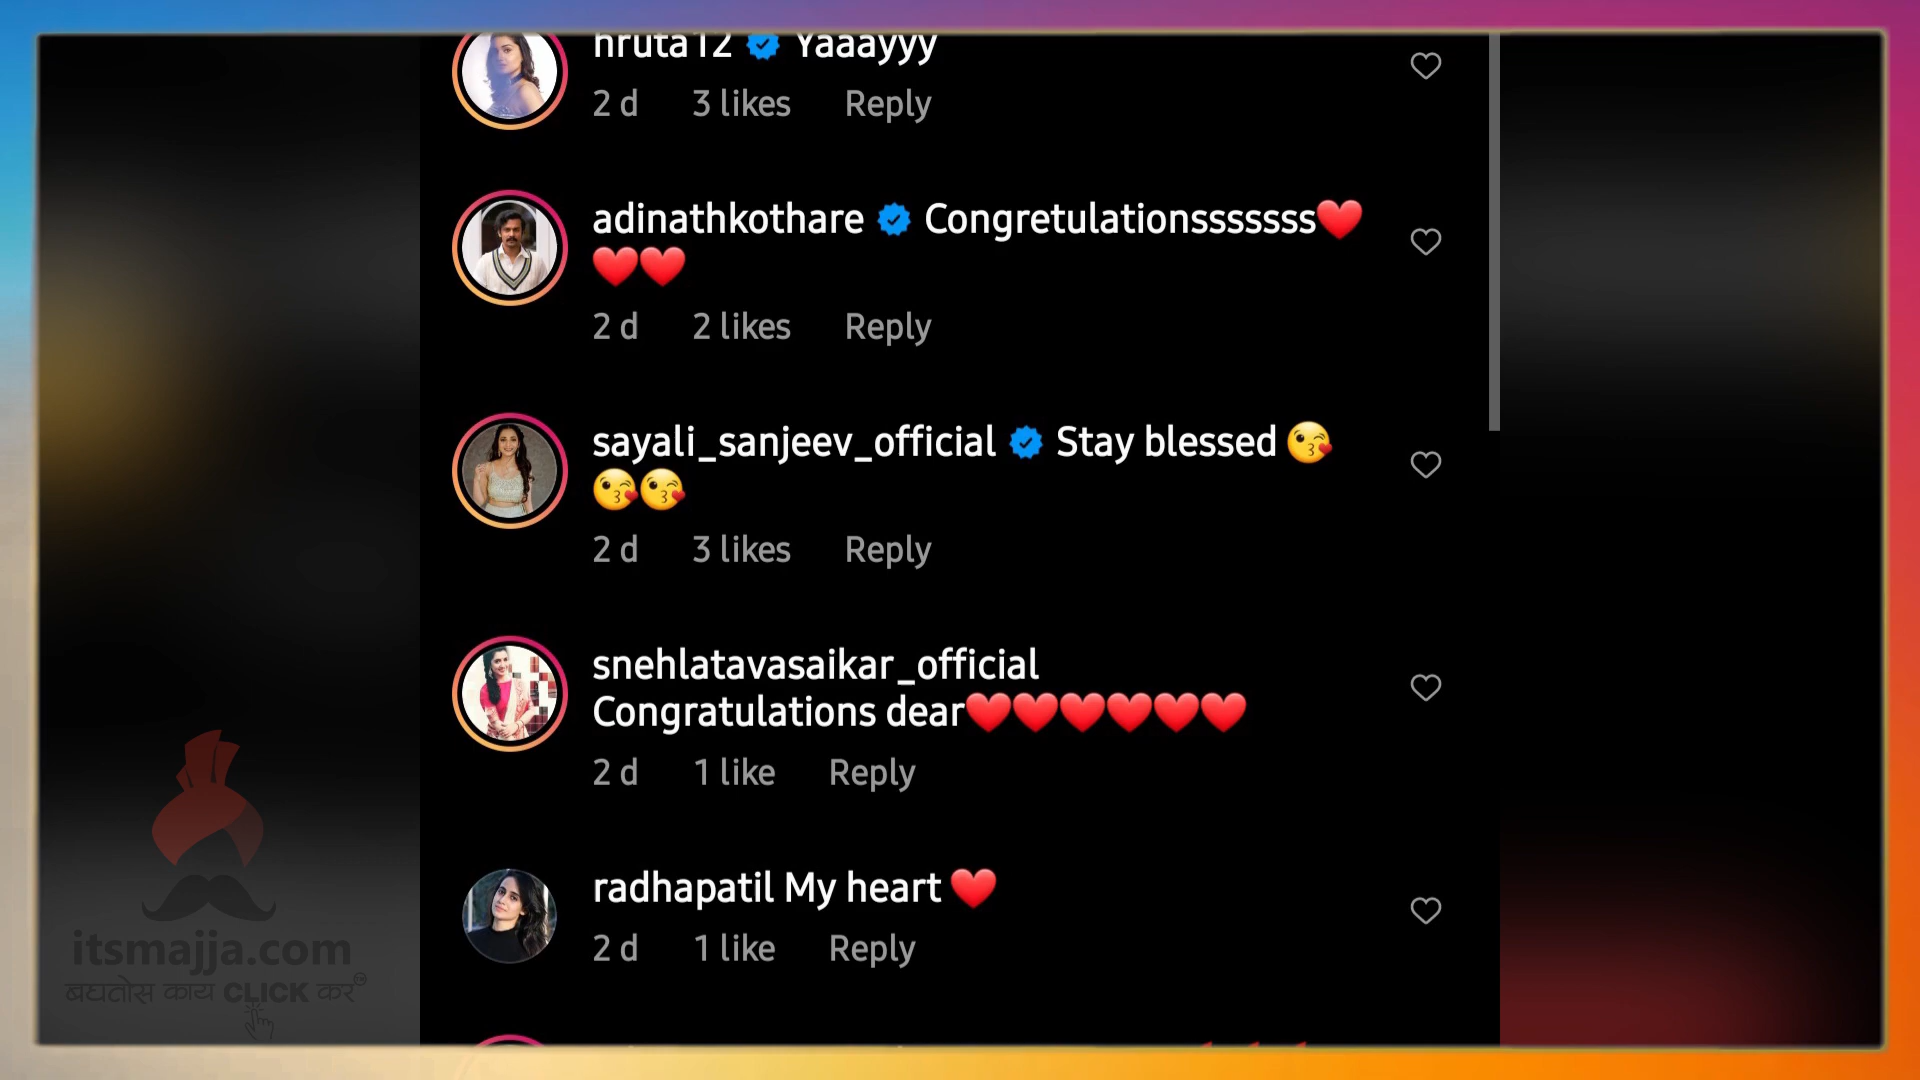 hruta12 Yaaayyy
2 d 3 likes Reply
adinathkothare Congretulationsssssss❤️
❤️❤️
2 d 2 likes Reply
sayali_sanjeev_official Stay blessed 😘
😘😘
2 d 3 likes Reply
snehlatavasaikar_official
Congratulations dear❤️❤️❤️❤️❤️❤️
2 d 1 like Reply
radhapatil My heart ❤️
2 d 1 like Reply
itsmajja.com
बघतोस काय CLICK कर